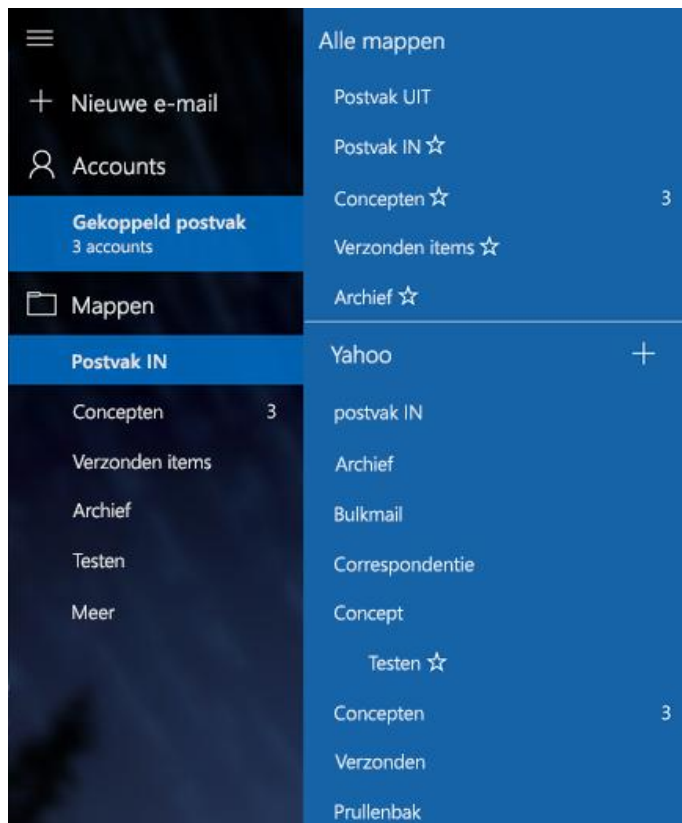 Nieuwe e-mail
Accounts
Gekoppeld postvak
3 accounts
Mappen
Postvak IN
Concepten 3
Verzonden items
Archief
Testen
Meer
Alle mappen
Postvak UIT
Postvak IN
Concepten 3
Verzonden items
Archief
Yahoo
postvak IN
Archief
Bulkmail
Correspondentie
Concept
Testen
Concepten 3
Verzonden
Prullenbak